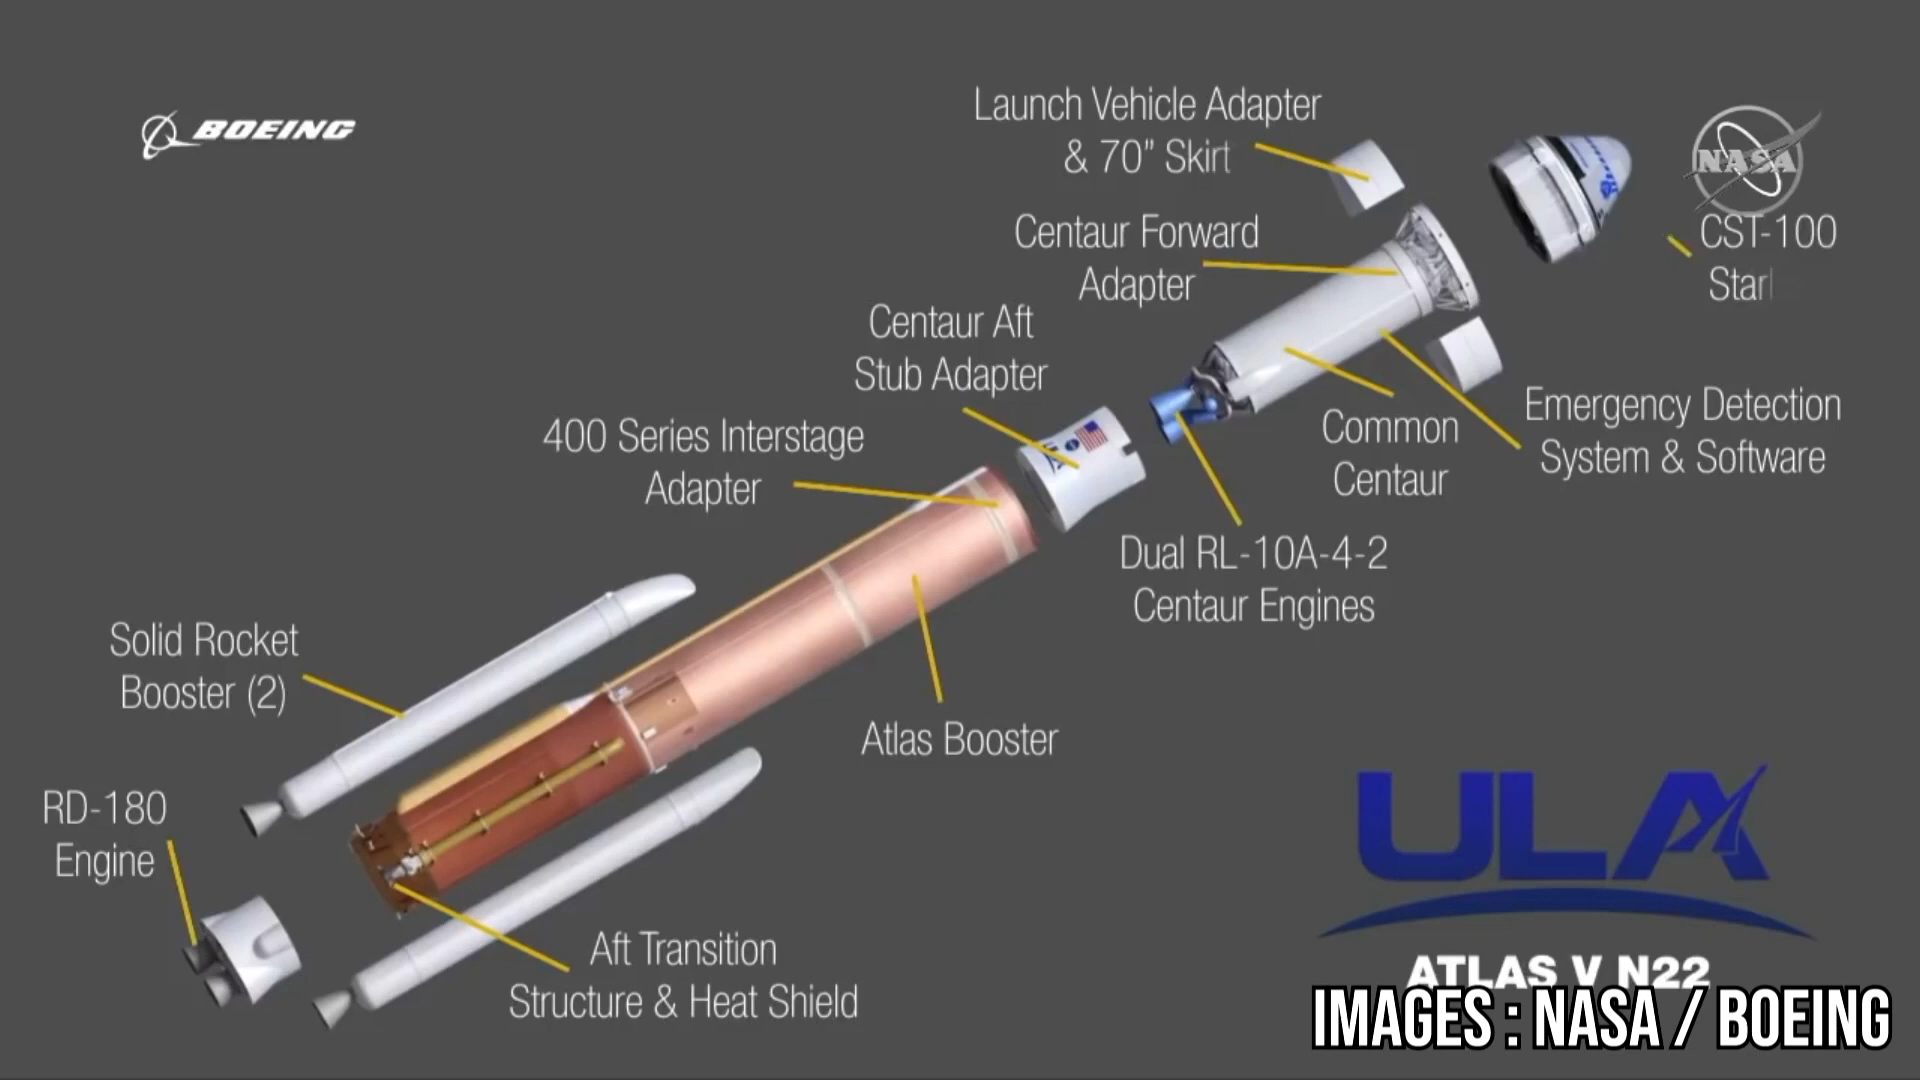 BOEING
Launch Vehicle Adapter
& 70” Skirt
NASA
CST-100
Centaur Forward
Adapter
Centaur Aft
Stub Adapter
400 Series Interstage
Adapter
Emergency Detection
System & Software
Common
Centaur
Dual RL-10A-4-2
Centaur Engines
Solid Rocket
Booster (2)
Atlas Booster
RD-180
Engine
Aft Transition
Structure & Heat Shield
ULA
ATLAS V N22
IMAGES : NASA / BOEING